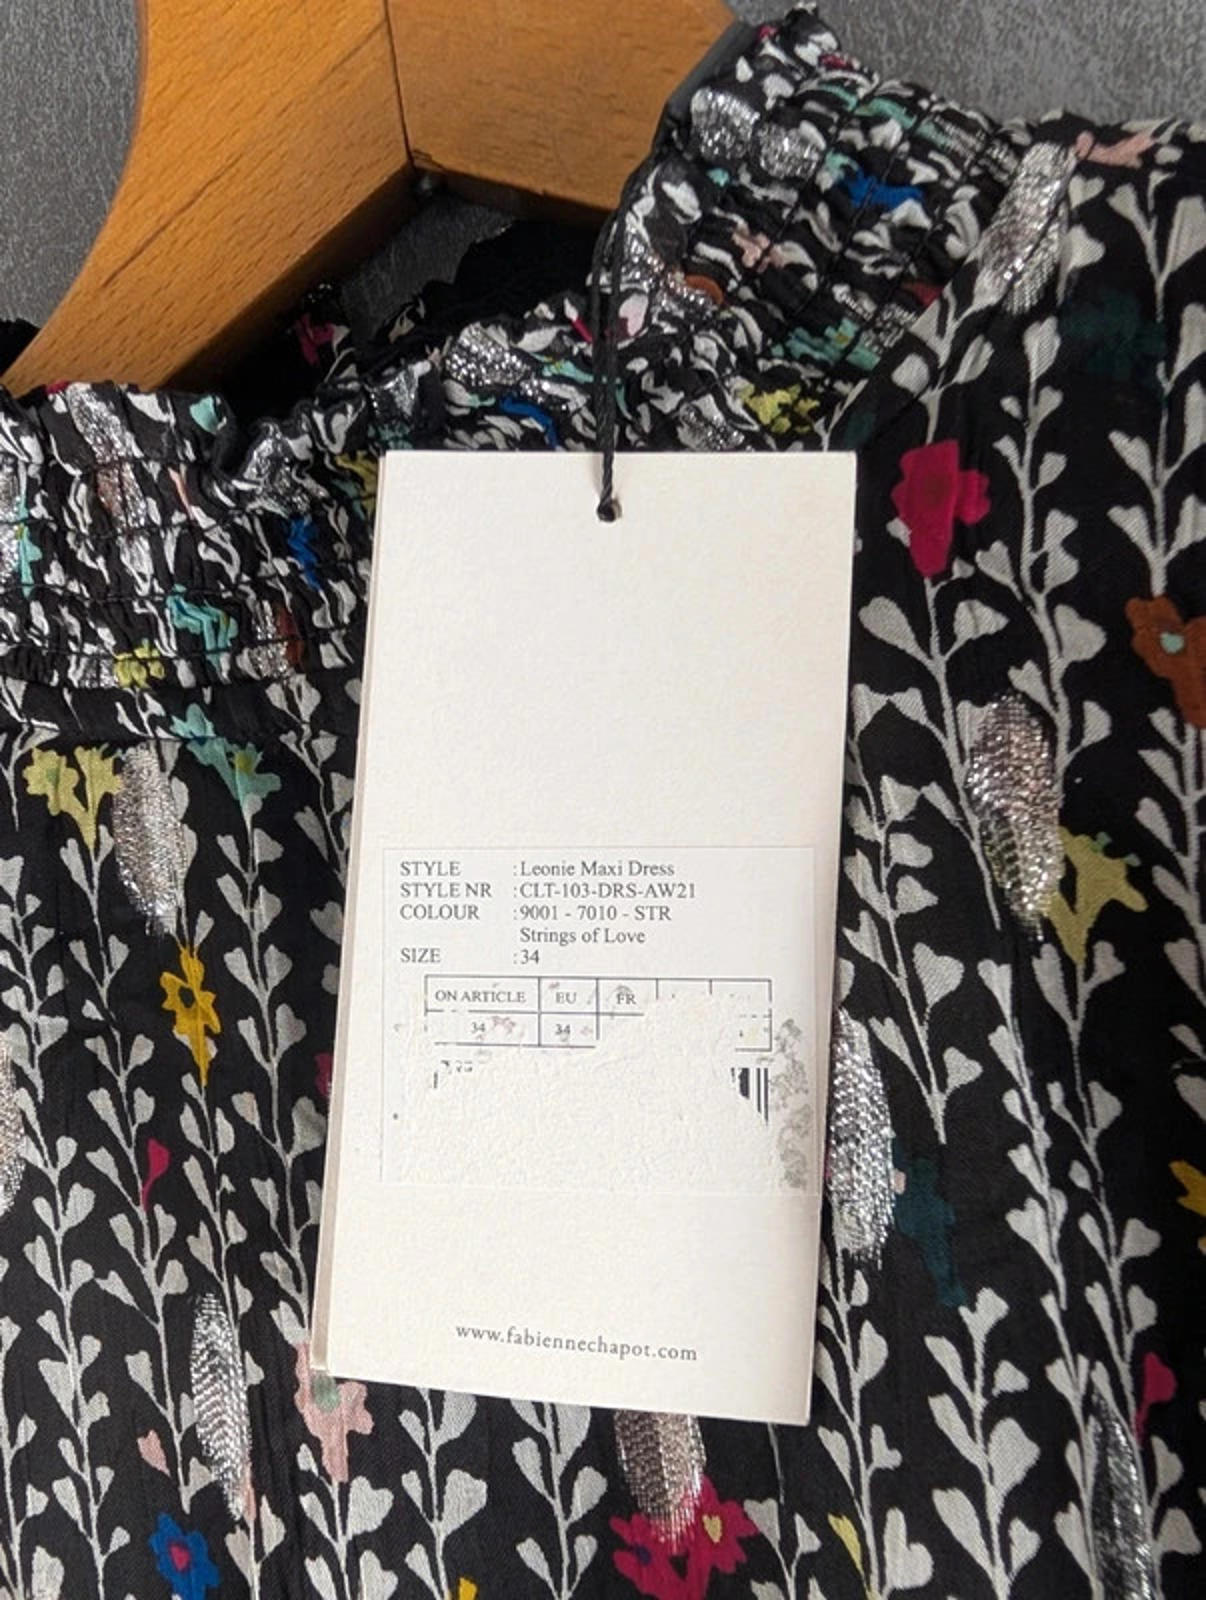 STYLE : Leonie Maxi Dress
STYLE NR : CLT-103-DRS-AW21
COLOUR : 9001 - 7010 - STR
Strings of Love
SIZE : 34
ON ARTICLE EU FR
34 34
www.fabiennechapot.com